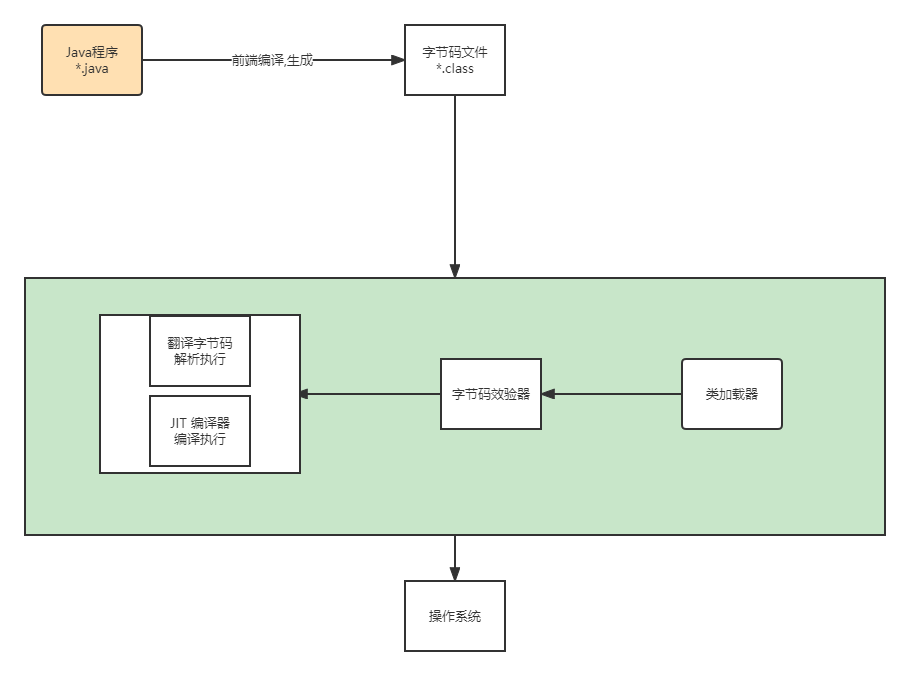 Java程序
*.java
前端编译,生成
字节码文件
*.class
翻译字节码
解析执行
JIT 编译器
编译执行
字节码效验器
类加载器
操作系统